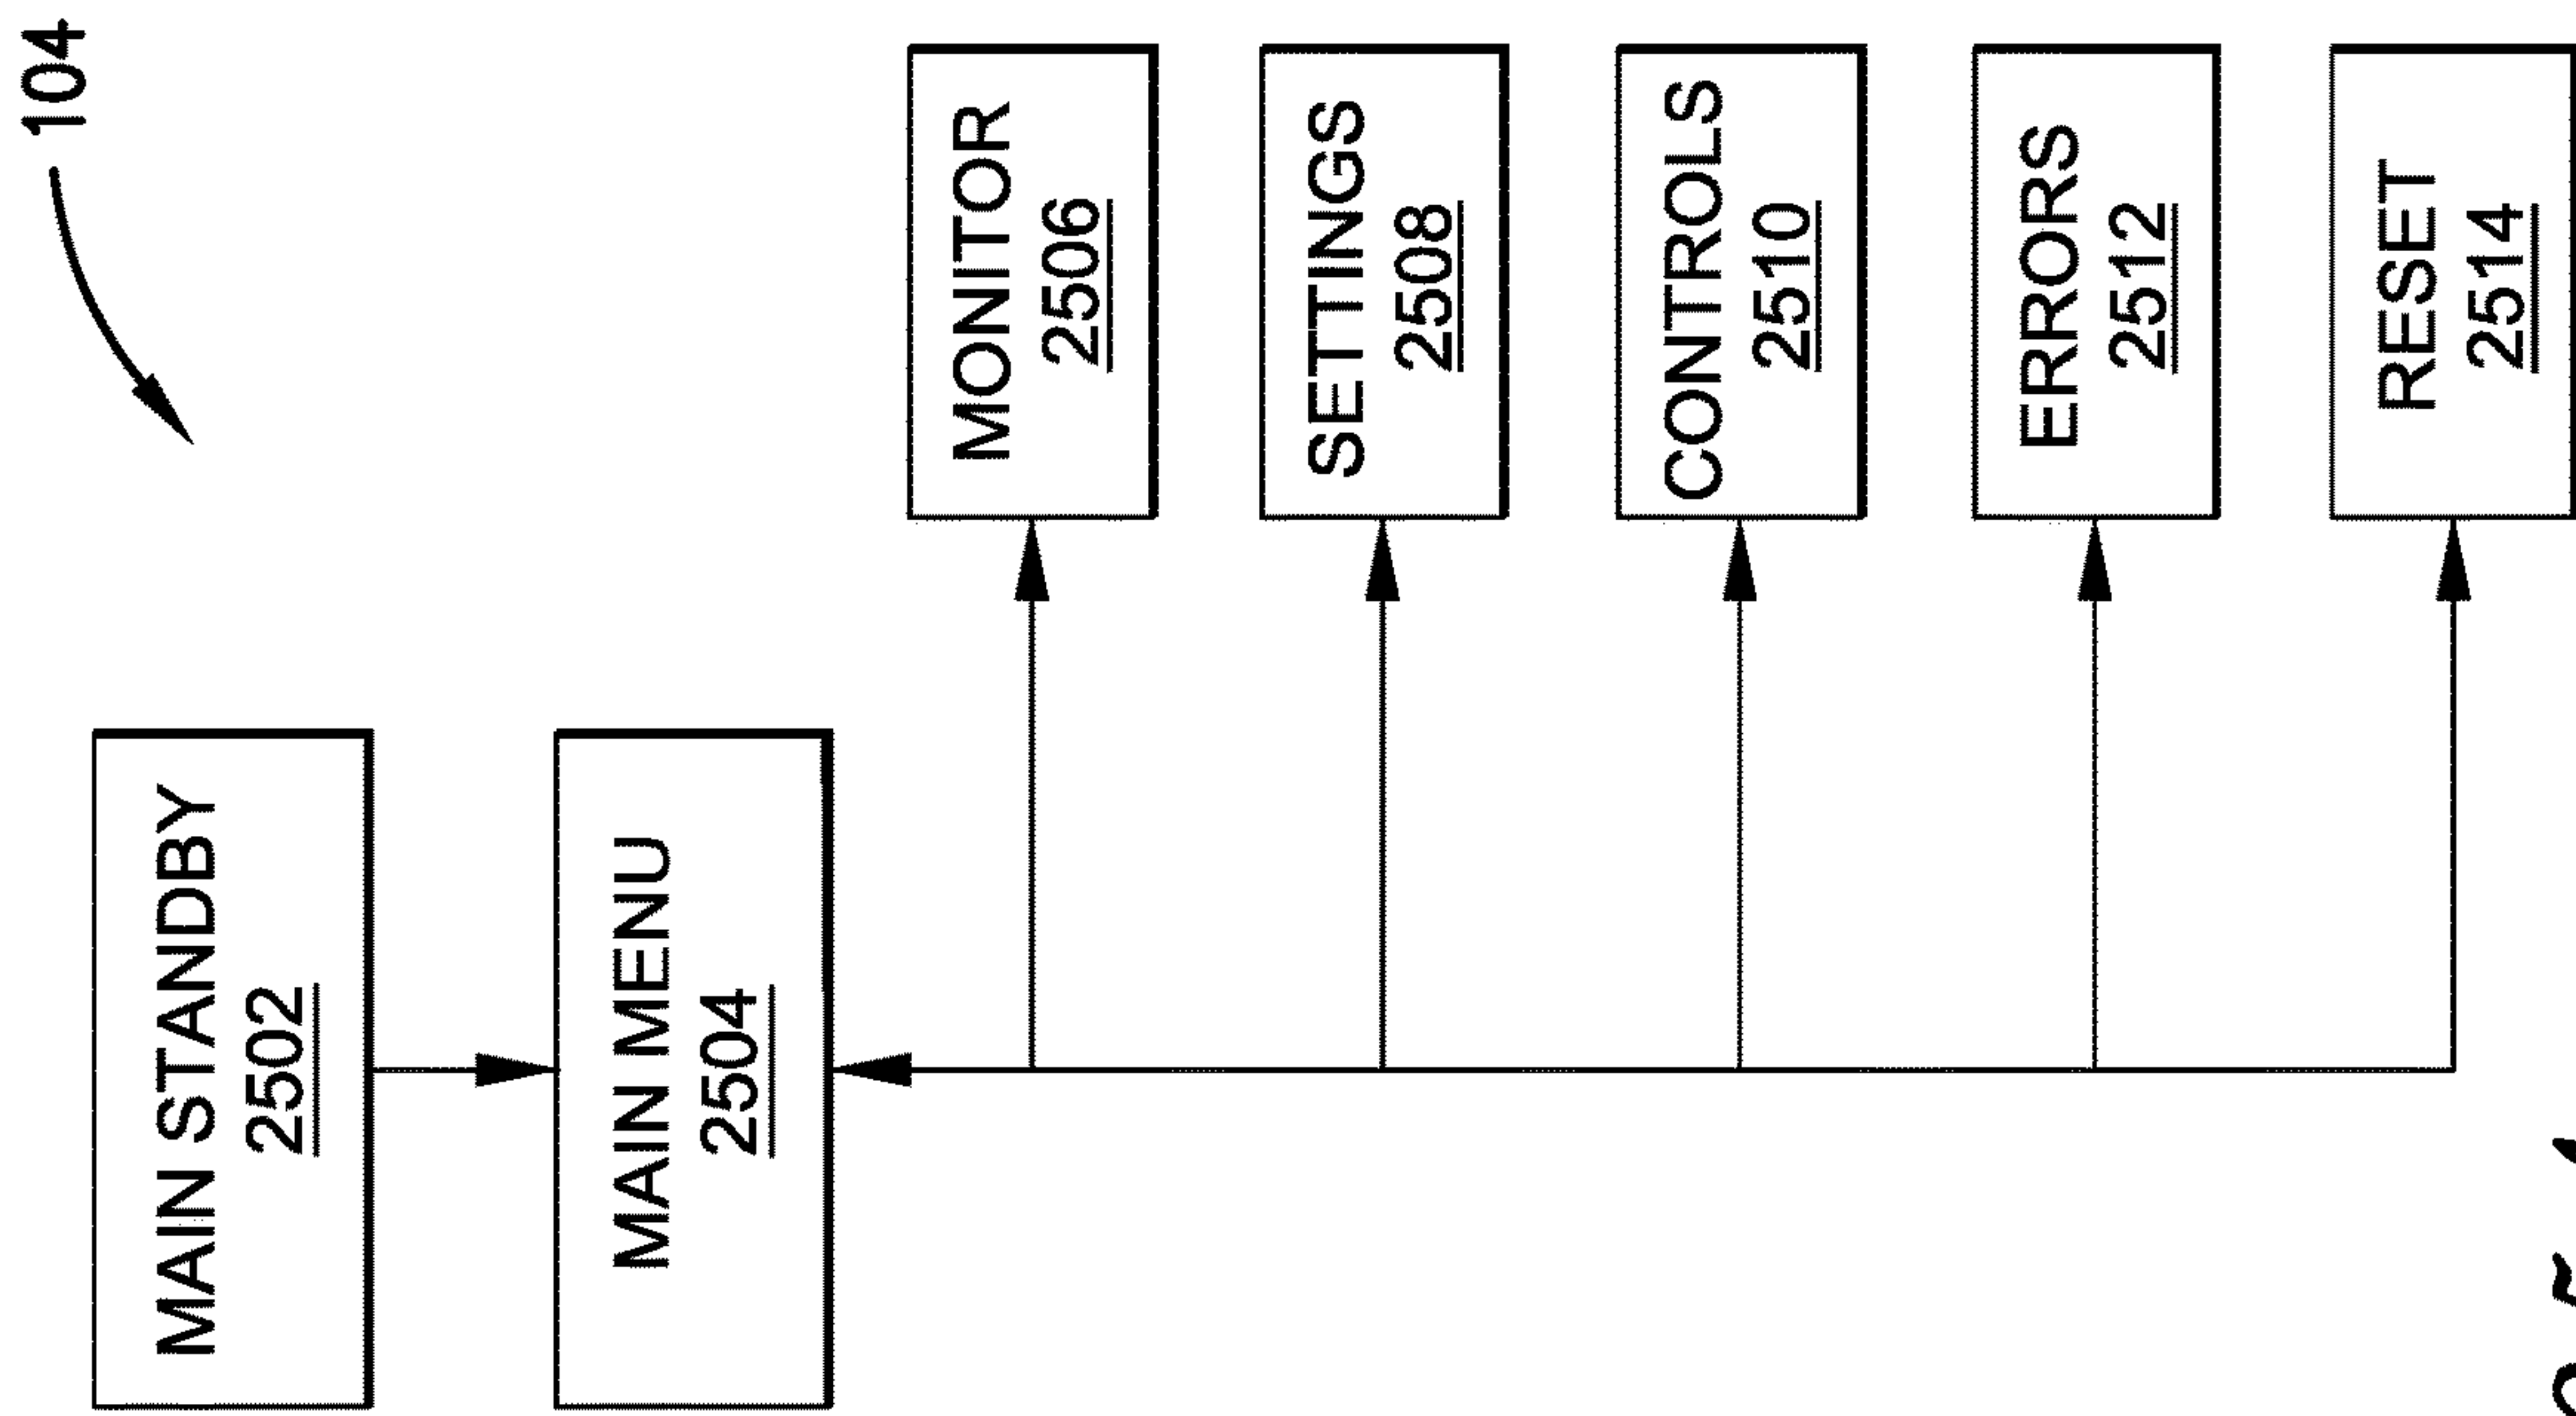 104
MAIN STANDBY
2502
MAIN MENU
2504
MONITOR
2506
SETTINGS
2508
CONTROLS
2510
ERRORS
2512
RESET
2514